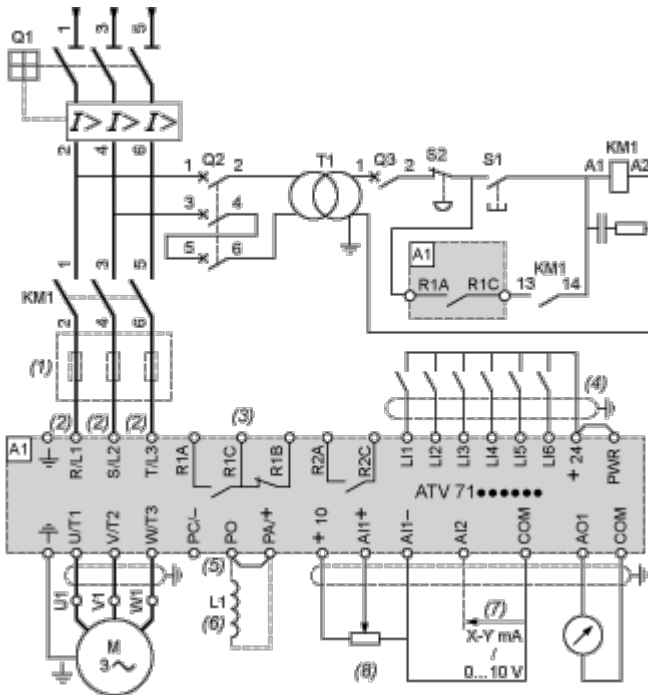 Q1
1 3 5
I> I> I>
2 4 6
1 Q2 2
3 4
5 6
T1
1 Q3 2
S2
S1
KM1
A1 A2
A1
R1A R1C
13 KM1 14
1 3 5
KM1
2 4 6
(1)
(2) (2) (2)
(3)
(4)
A1
R/L1 S/L2 T/L3 R1A R1C R1B R2A R2C LI1 LI2 LI3 LI4 LI5 LI6 + 24 PWR
ATV 71●●●●●●
U/T1 V/T2 W/T3 PC/- PO PA/+ + 10 AI1+ AI1- AI2 COM AO1 COM
(5)
U1 V1 W1
L1
(6)
(7)
X-Y mA
/
0...10 V
(8)
M
3~